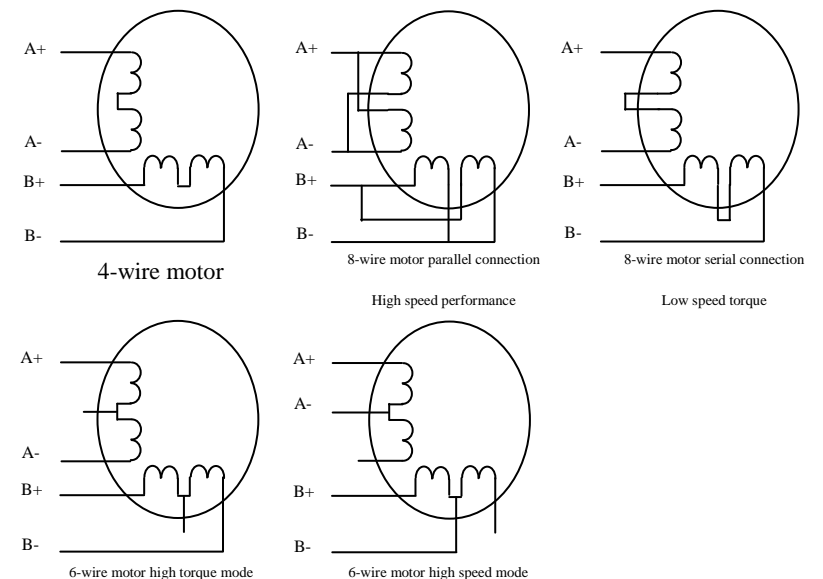 A+
A-
B+
B-
4-wire motor
A+
A-
B+
B-
8-wire motor parallel connection
High speed performance
A+
A-
B+
B-
8-wire motor serial connection
Low speed torque
A+
A-
B+
B-
6-wire motor high torque mode
A+
A-
B+
B-
6-wire motor high speed mode